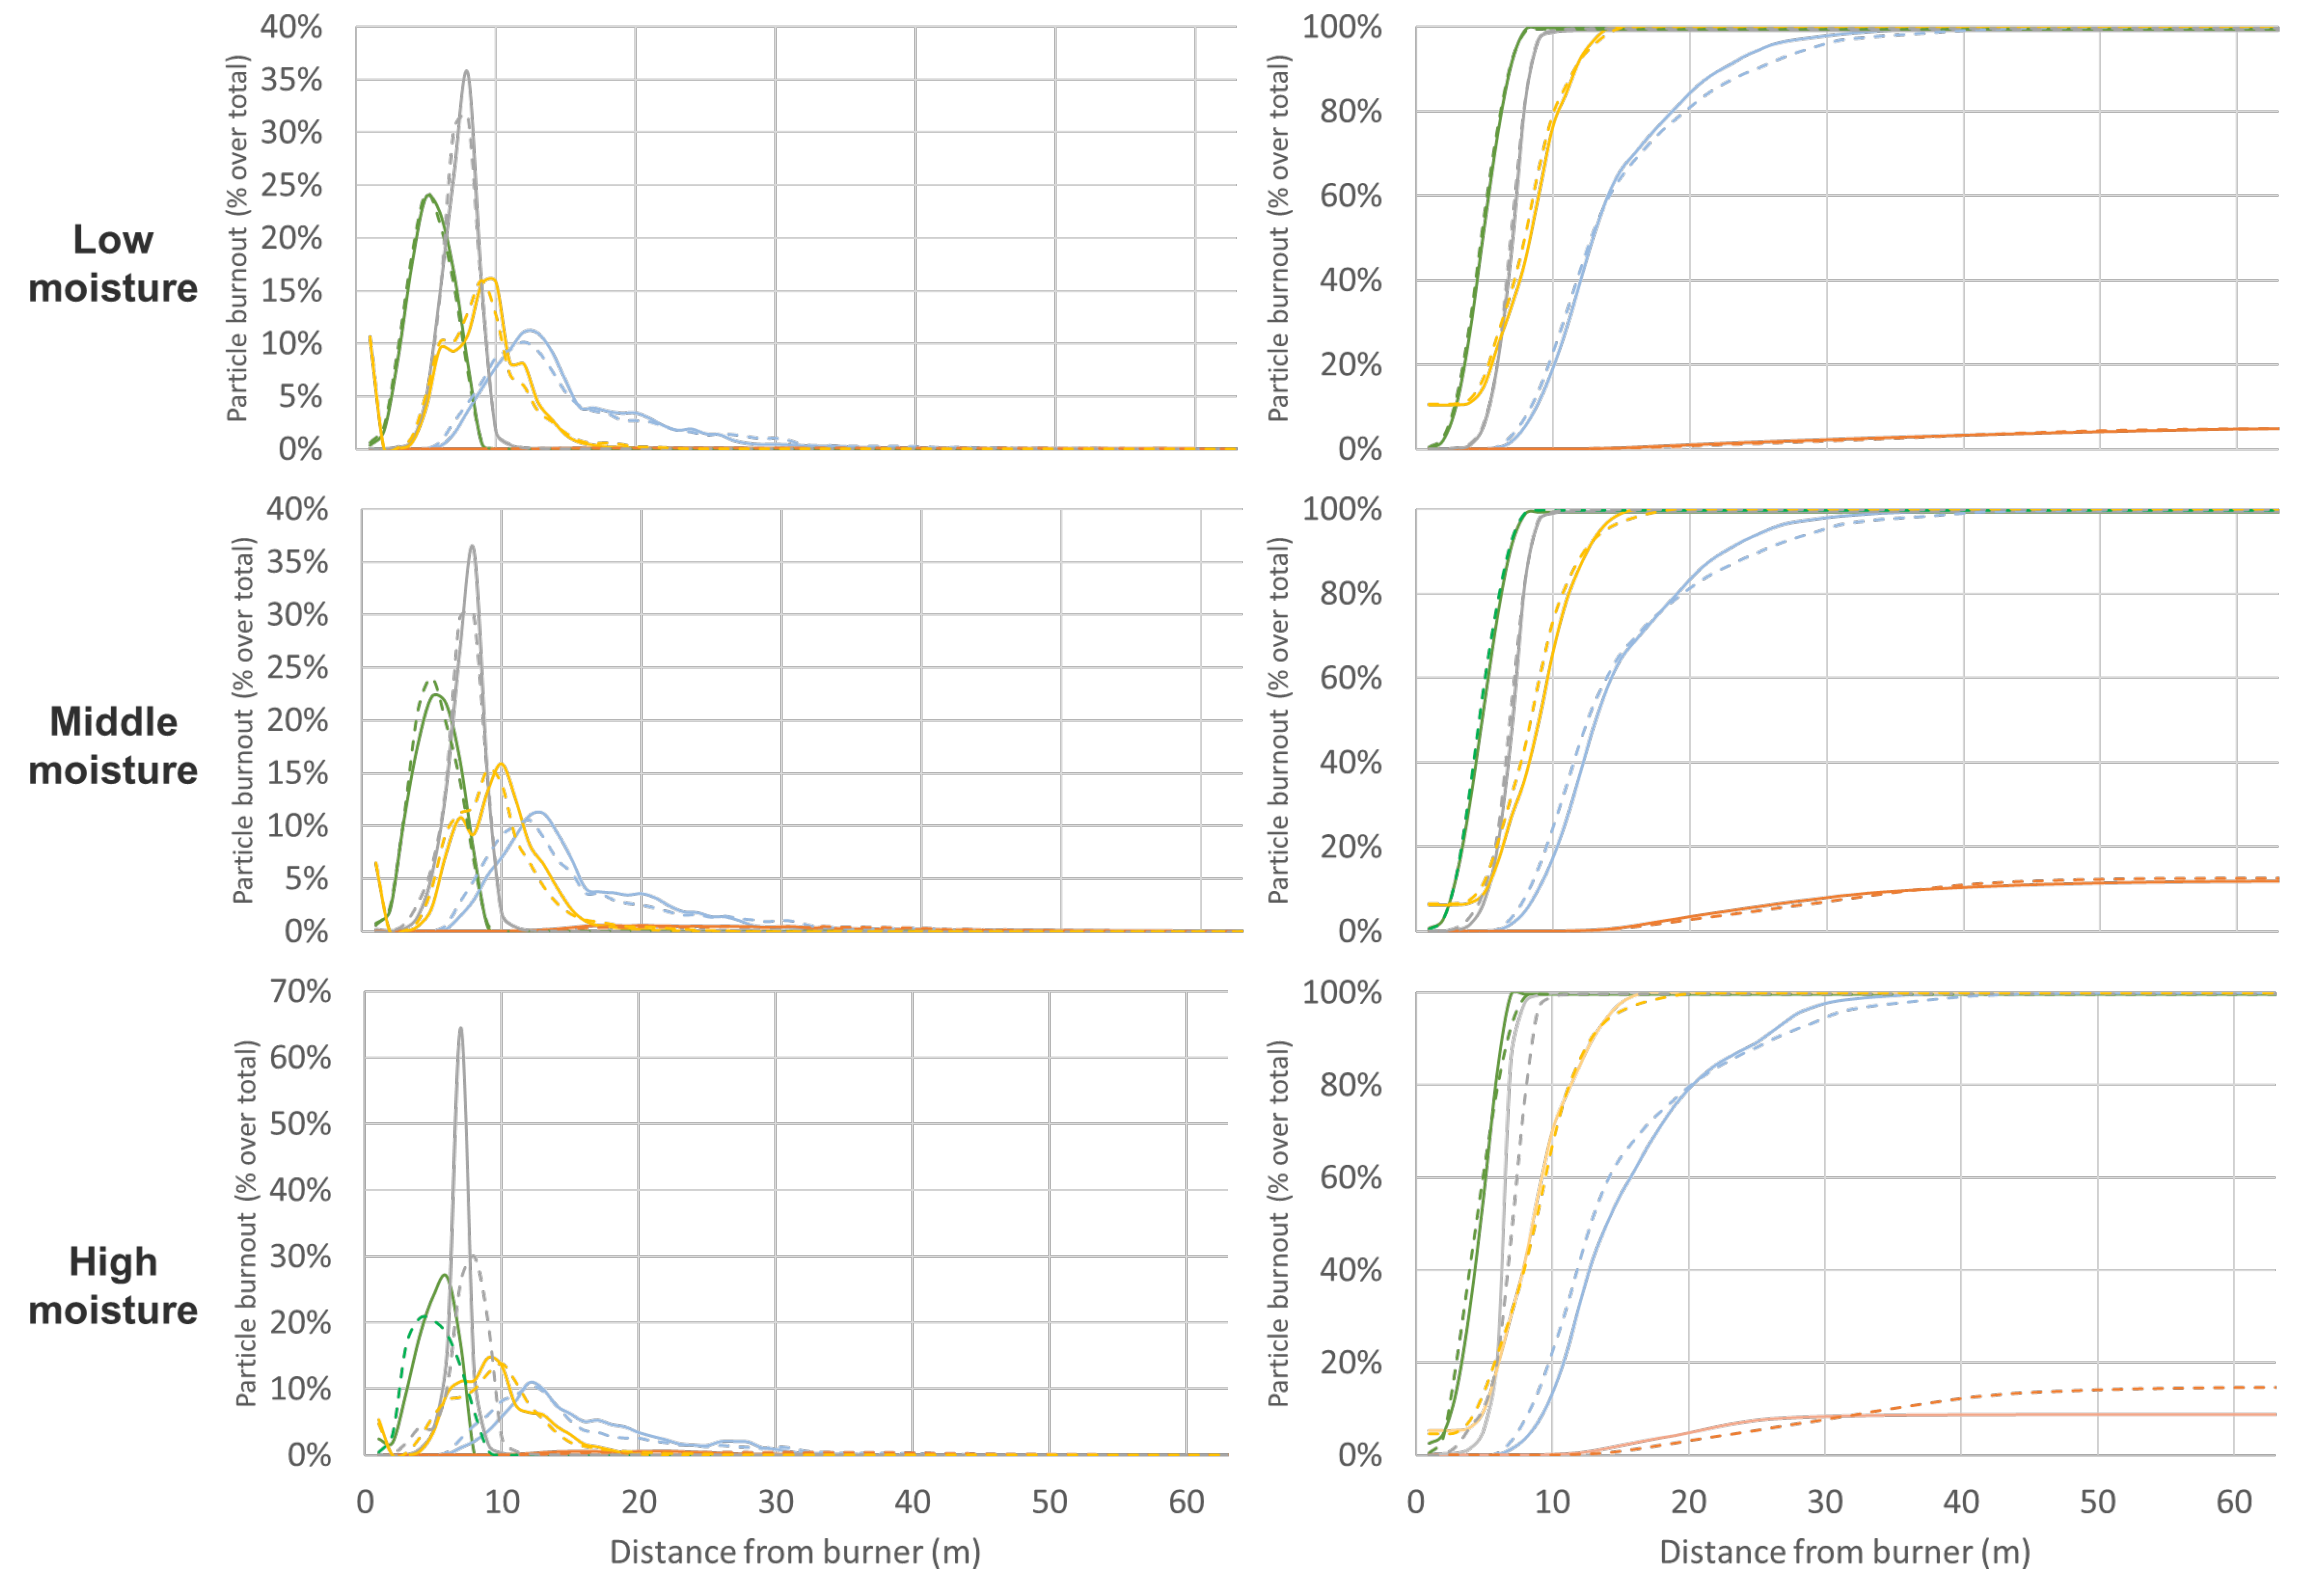 Low
moisture
Particle burnout (% over total)
40%
35%
30%
25%
20%
15%
10%
5%
0%
Particle burnout (% over total)
100%
80%
60%
40%
20%
0%
Middle
moisture
Particle burnout (% over total)
40%
35%
30%
25%
20%
15%
10%
5%
0%
Particle burnout (% over total)
100%
80%
60%
40%
20%
0%
High
moisture
Particle burnout (% over total)
70%
60%
50%
40%
30%
20%
10%
0%
0 10 20 30 40 50 60
Distance from burner (m)
Particle burnout (% over total)
100%
80%
60%
40%
20%
0%
0 10 20 30 40 50 60
Distance from burner (m)